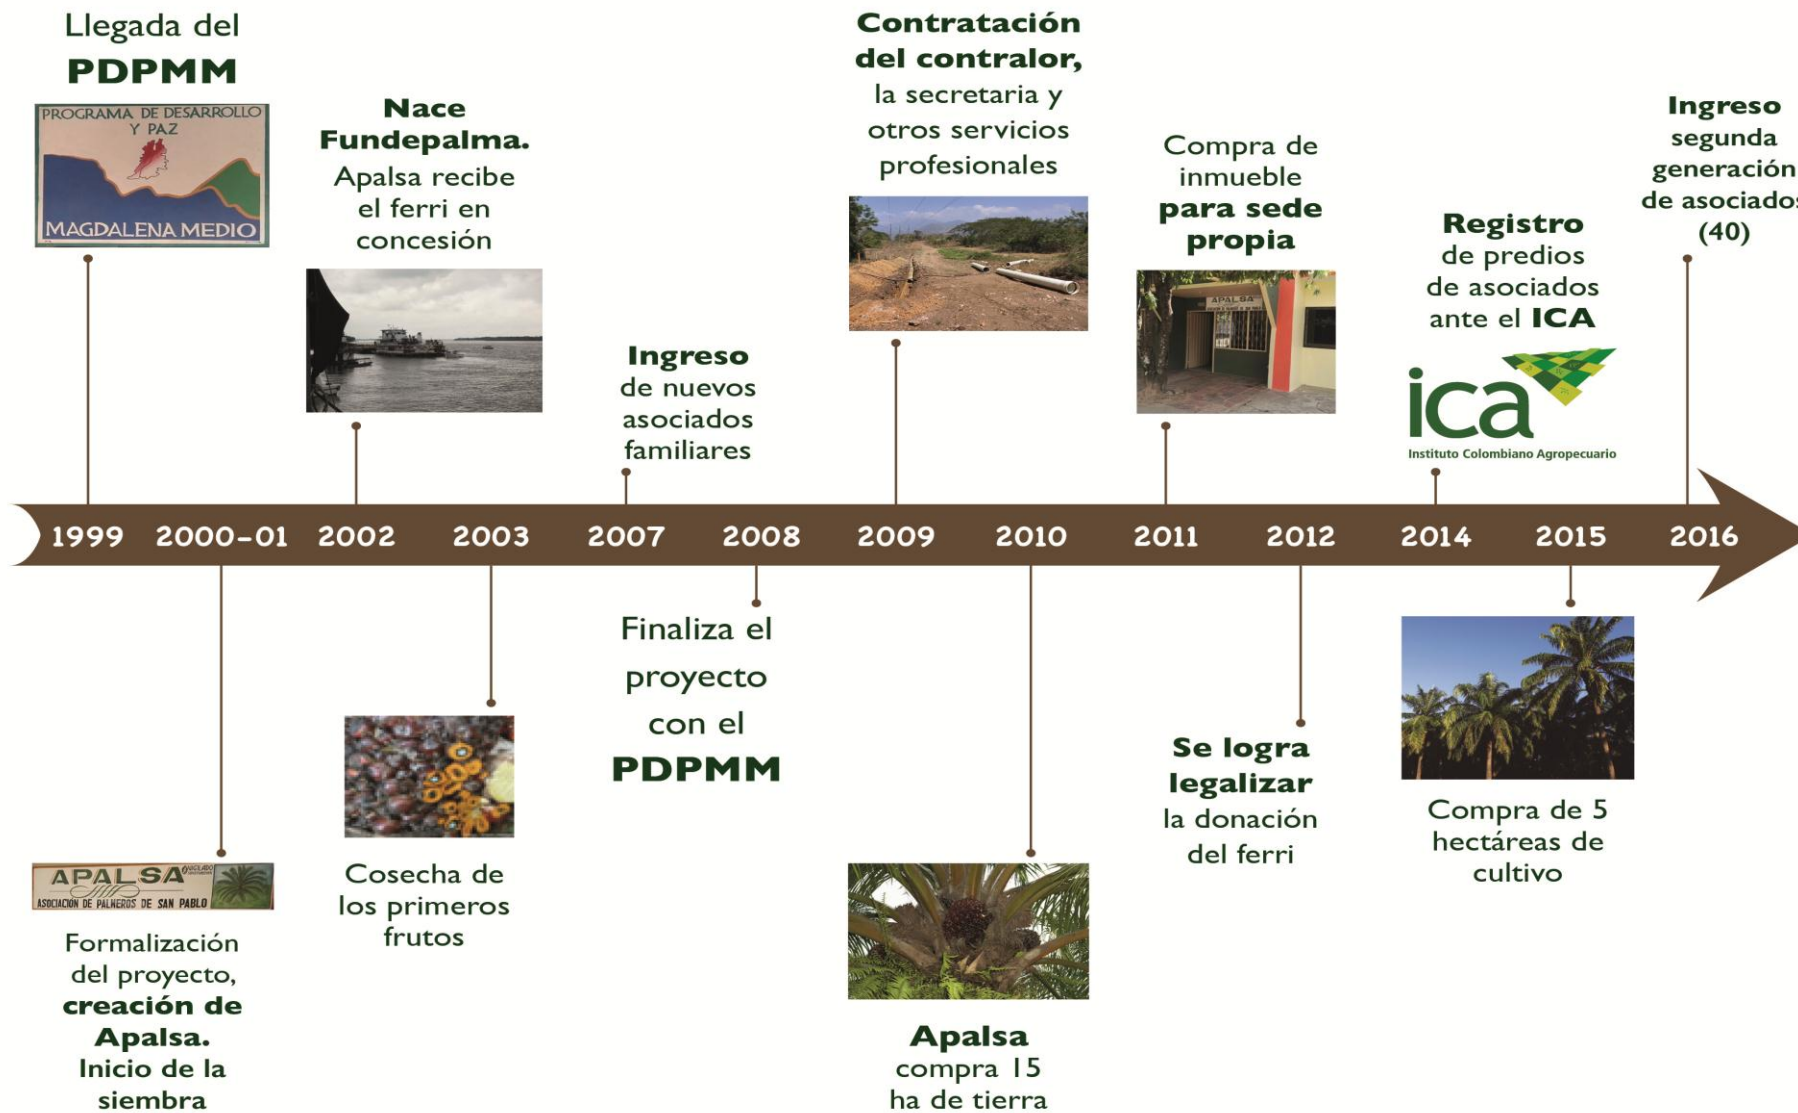 Llegada del
PDPMM
PROGRAMA DE DESARROLLO
Y PAZ
MAGDALENA MEDIO
Nace
Fundepalma.
Apalsa recibe
el ferri en
concesión
Ingreso
de nuevos
asociados
familiares
Contratación
del contralor,
la secretaria y
otros servicios
profesionales
Compra de
inmueble
para sede
propia
APALSA
Registro
de predios
de asociados
ante el ICA
ica
Instituto Colombiano Agropecuario
Ingreso
segunda
generación
de asociados
(40)
1999 2000-01 2002 2003 2007 2008 2009 2010 2011 2012 2014 2015 2016
APALSA
ASOCIACIÓN DE PALMEROS DE SAN PABLO
Formalización
del proyecto,
creación de
Apalsa.
Inicio de la
siembra
Cosecha de
los primeros
frutos
Finaliza el
proyecto
con el
PDPMM
Apalsa
compra 15
ha de tierra
Se logra
legalizar
la donación
del ferri
Compra de 5
hectáreas de
cultivo